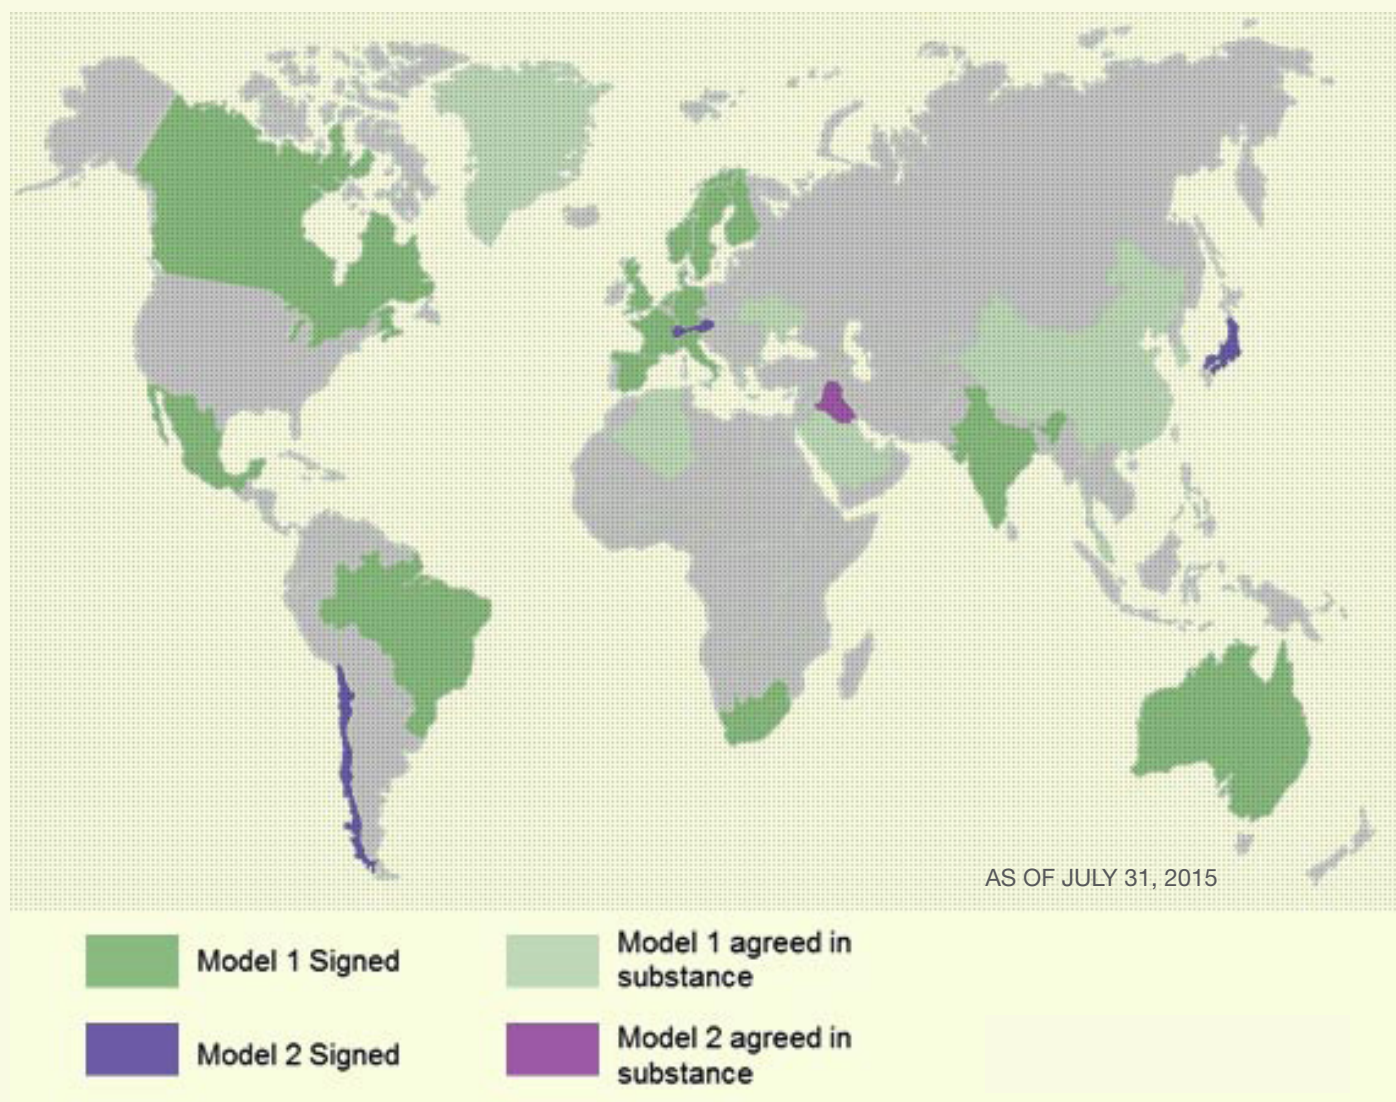 AS OF JULY 31, 2015
Model 1 Signed
Model 1 agreed in
substance
Model 2 Signed
Model 2 agreed in
substance